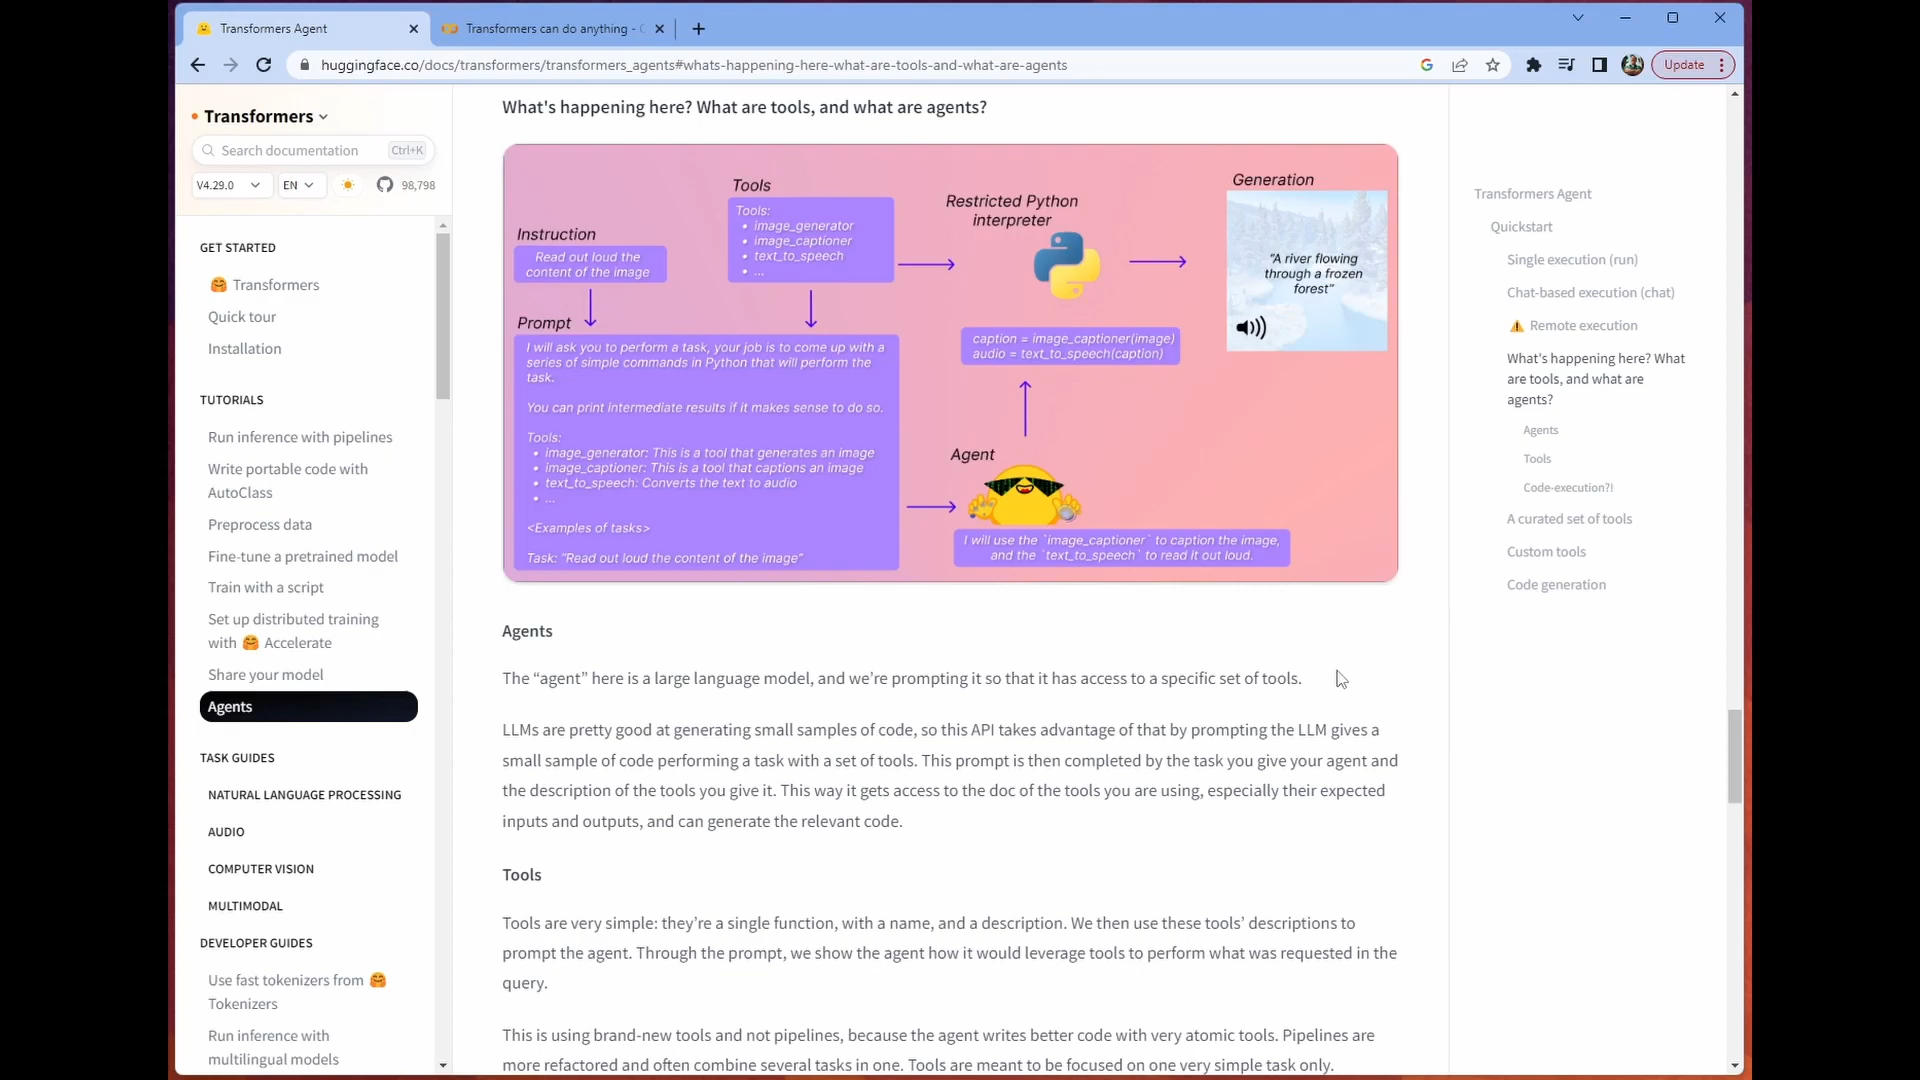 Transformers Agent
Transformers can do anything - C
huggingface.co/docs/transformers/transformers_agents#whats-happening-here-what-are-tools-and-what-are-agents
Update
Transformers
Search documentation
Ctrl+K
V4.29.0
EN
98,798
GET STARTED
Transformers
Quick tour
Installation
TUTORIALS
Run inference with pipelines
Write portable code with
AutoClass
Preprocess data
Fine-tune a pretrained model
Train with a script
Set up distributed training
with 🤗 Accelerate
Share your model
Agents
TASK GUIDES
NATURAL LANGUAGE PROCESSING
AUDIO
COMPUTER VISION
MULTIMODAL
DEVELOPER GUIDES
Use fast tokenizers from 🤗
Tokenizers
Run inference with
multilingual models
What's happening here? What are tools, and what are agents?
Instruction
Read out loud the
content of the image
Tools
Tools:
• image_generator
• image_captioner
• text_to_speech
• ...
Restricted Python
interpreter
Generation
"A river flowing
through a frozen
forest"
Prompt
I will ask you to perform a task, your job is to come up with a
series of simple commands in Python that will perform the
task.
You can print intermediate results if it makes sense to do so.
Tools:
• image_generator: This is a tool that generates an image
• image_captioner: This is a tool that captions an image
• text_to_speech: Converts the text to audio
• ...
<Examples of tasks>
Task: "Read out loud the content of the image"
caption = image_captioner(image)
audio = text_to_speech(caption)
Agent
I will use the `image_captioner` to caption the image,
and the `text_to_speech` to read it out loud.
Agents
The “agent” here is a large language model, and we’re prompting it so that it has access to a specific set of tools.
LLMs are pretty good at generating small samples of code, so this API takes advantage of that by prompting the LLM gives a
small sample of code performing a task with a set of tools. This prompt is then completed by the task you give your agent and
the description of the tools you give it. This way it gets access to the doc of the tools you are using, especially their expected
inputs and outputs, and can generate the relevant code.
Tools
Tools are very simple: they’re a single function, with a name, and a description. We then use these tools’ descriptions to
prompt the agent. Through the prompt, we show the agent how it would leverage tools to perform what was requested in the
query.
This is using brand-new tools and not pipelines, because the agent writes better code with very atomic tools. Pipelines are
more refactored and often combine several tasks in one. Tools are meant to be focused on one very simple task only.
Transformers Agent
Quickstart
Single execution (run)
Chat-based execution (chat)
⚠️ Remote execution
What's happening here? What
are tools, and what are
agents?
Agents
Tools
Code-execution?!
A curated set of tools
Custom tools
Code generation